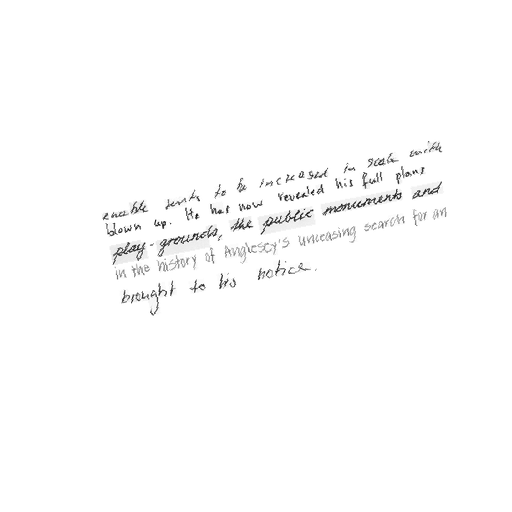 enable tents to be increased in scale with
blown up. He has now revealed his full plans
play-grounds, the public monuments and
in the history of Anglesey's unceasing search for an
brought to his notice.